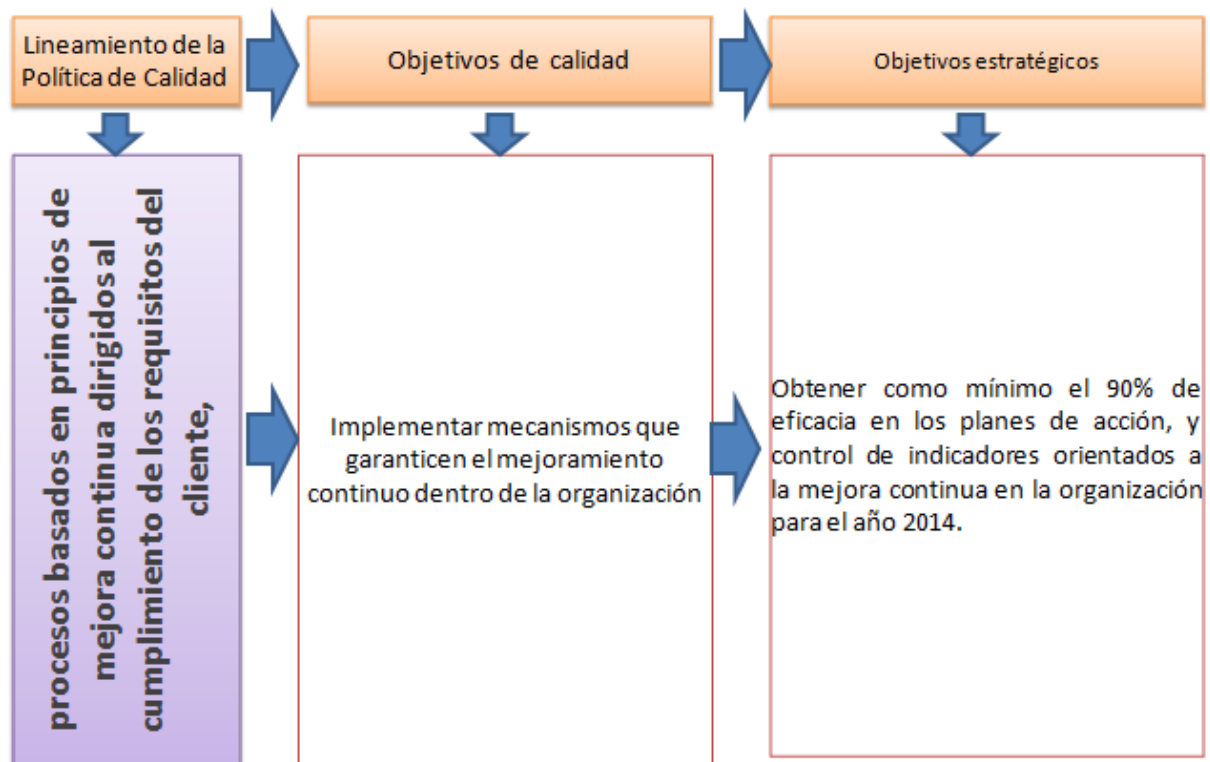 Lineamiento de la
Política de Calidad
Objetivos de calidad
Objetivos estratégicos
procesos basados en principios de
mejora continua dirigidos al
cumplimiento de los requisitos del
cliente,
Implementar mecanismos que
garanticen el mejoramiento
continuo dentro de la organización
Obtener como mínimo el 90% de
eficacia en los planes de acción, y
control de indicadores orientados a
la mejora continua en la organización
para el año 2014.